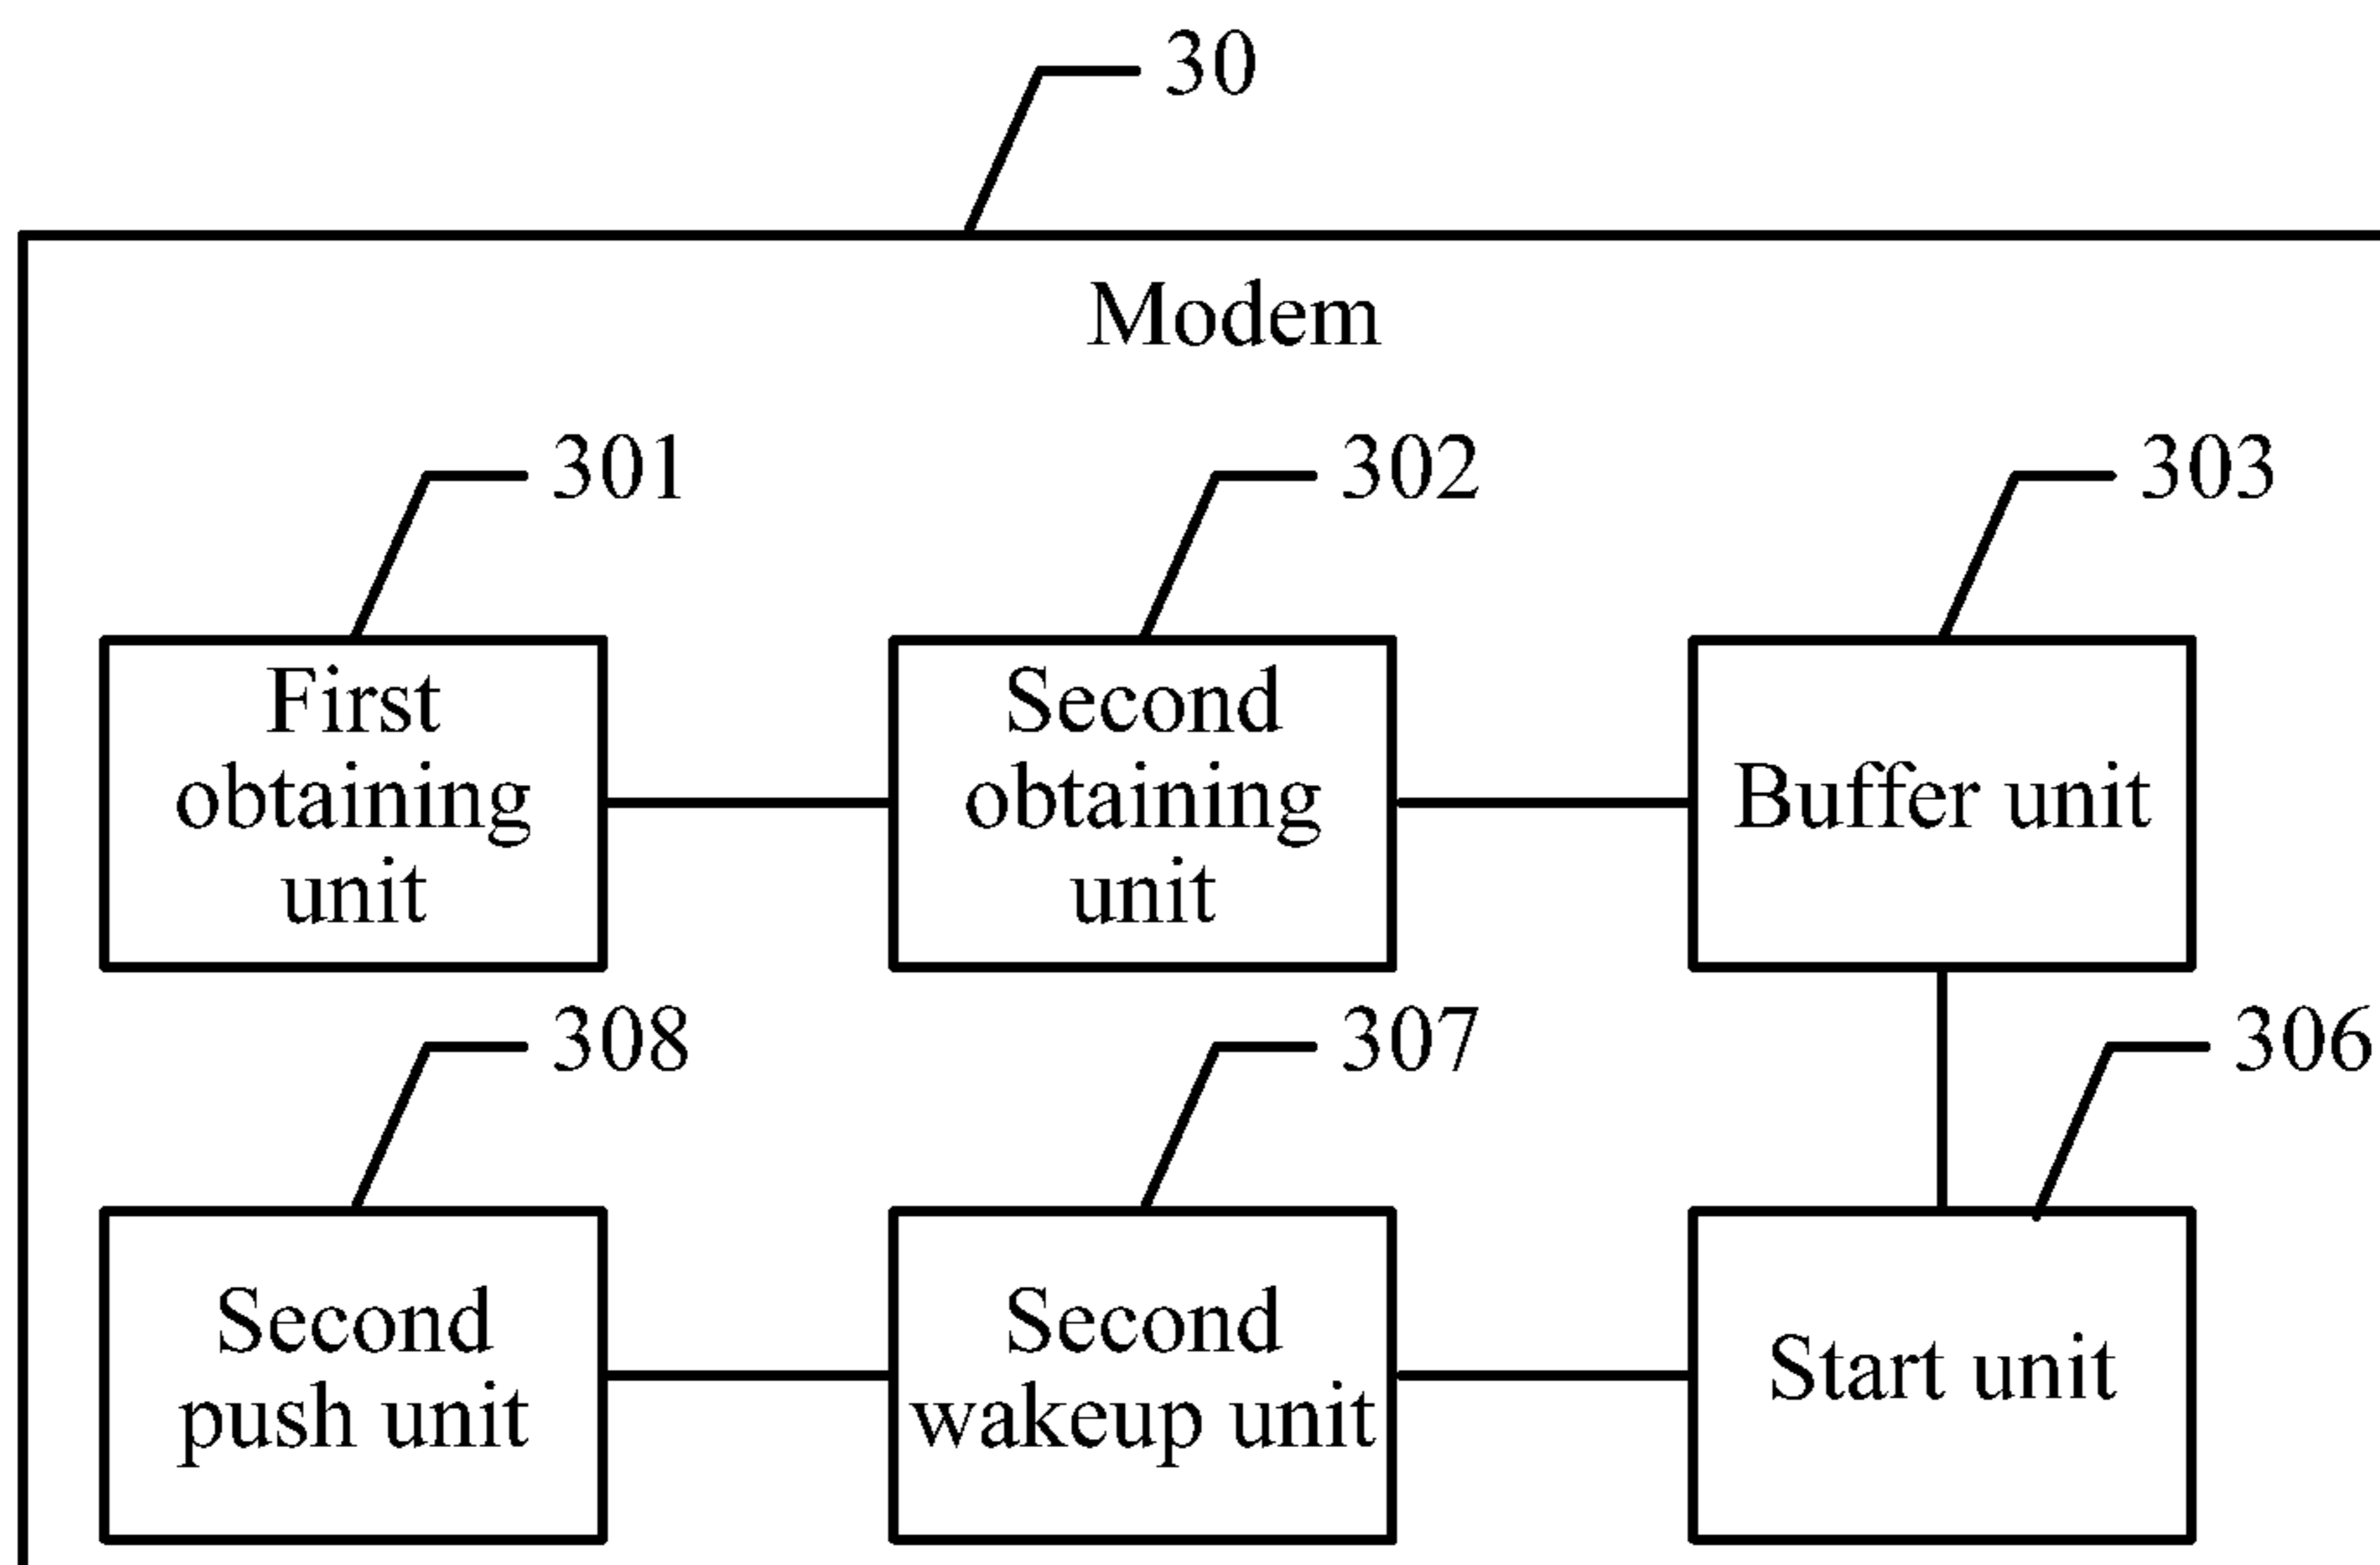 30
Modem
301
302
303
First
obtaining
unit
Second
obtaining
unit
Buffer unit
308
307
306
Second
push unit
Second
wakeup unit
Start unit